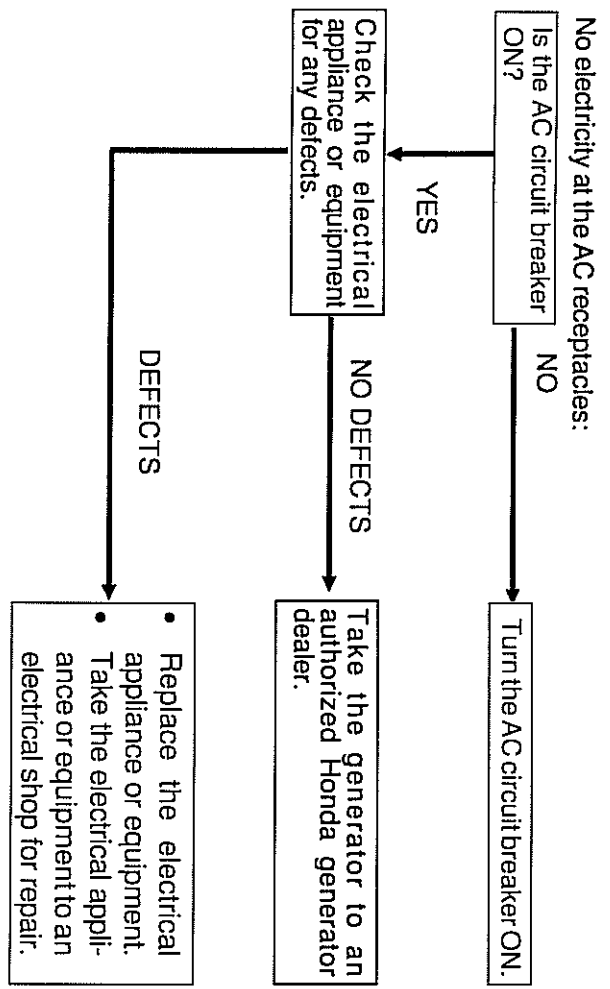 No electricity at the AC receptacles:
Is the AC circuit breaker
ON?
NO
Turn the AC circuit breaker ON.
YES
Check the electrical
appliance or equipment
for any defects.
NO DEFECTS
Take the generator to an
authorized Honda generator
dealer.
DEFECTS
• Replace the electrical
appliance or equipment.
• Take the electrical appli-
ance or equipment to an
electrical shop for repair.